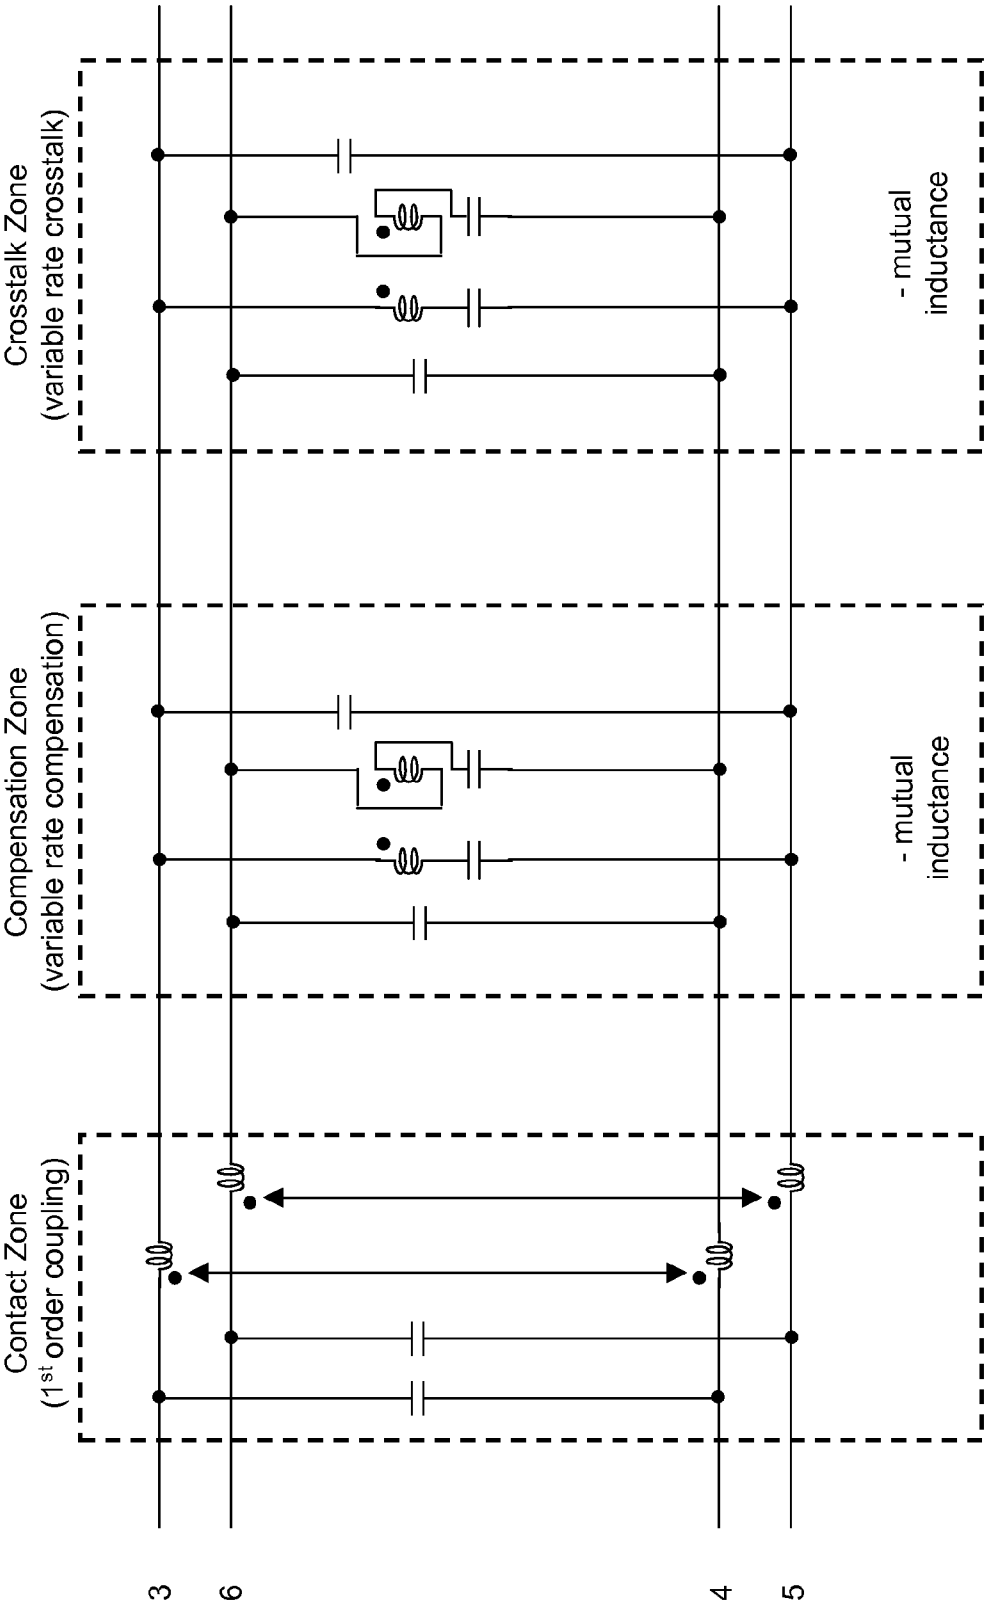 Contact Zone
(1st order coupling)
Compensation Zone
(variable rate compensation)
Crosstalk Zone
(variable rate crosstalk)
3
6
4
5
- mutual
inductance
- mutual
inductance